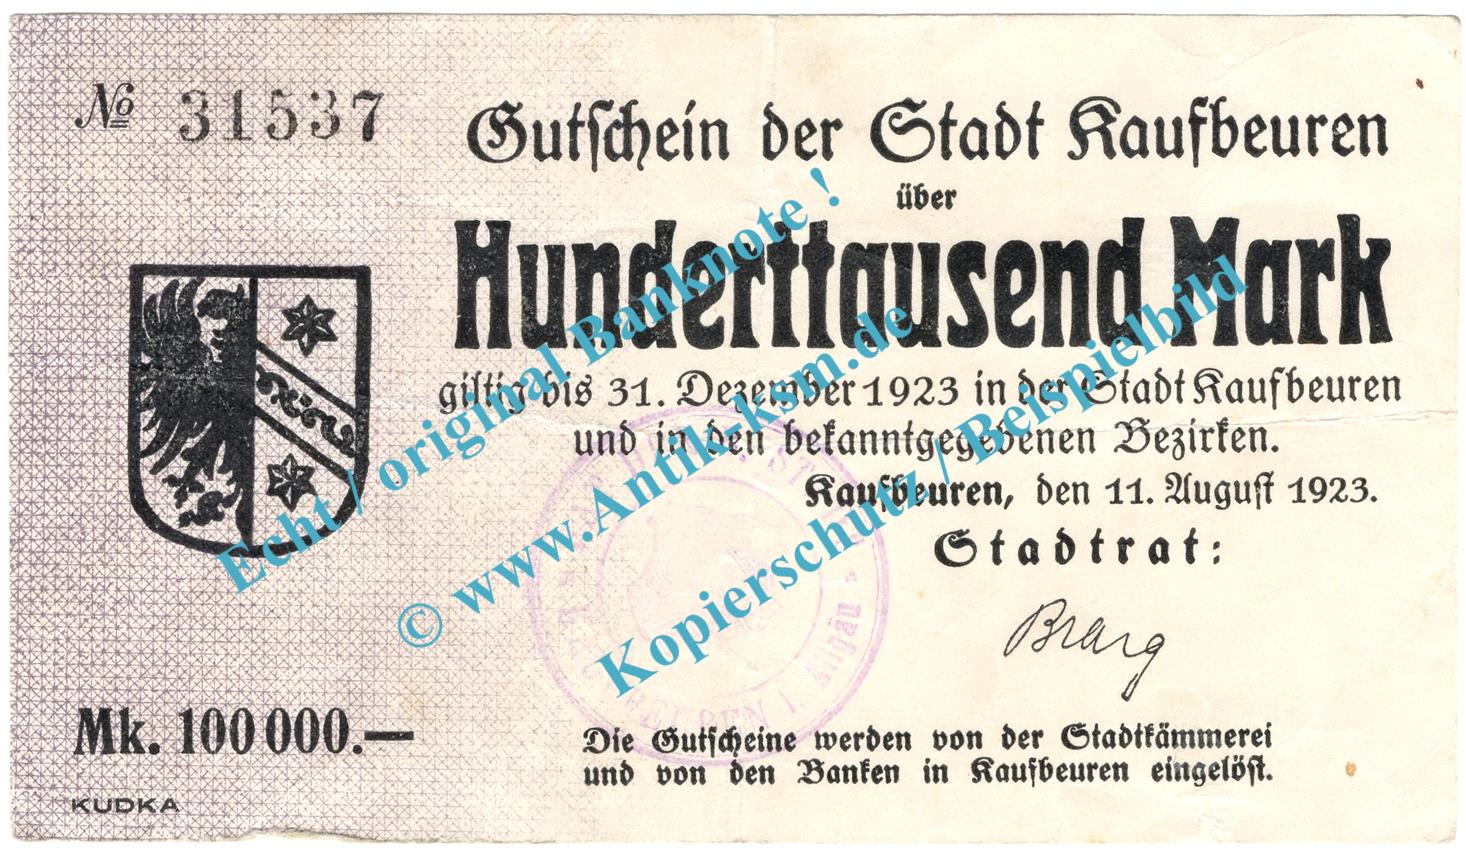 № 31537
Gutschein der Stadt Kaufbeuren
über
Hunderttausend Mark
giltig bis 31. Dezember 1923 in der Stadt Kaufbeuren
und in den bekanntgegebenen Bezirken.
Kaufbeuren, den 11. August 1923.
Stadtrat:
Mk. 100 000.—
Die Gutscheine werden von der Stadtkämmerei
und von den Banken in Kaufbeuren eingelöst.
KUDKA
BEUREN i. Allgäu
Echt / original Banknote !
© www.Antik-ksm.de
Kopierschutz / Beispielbild